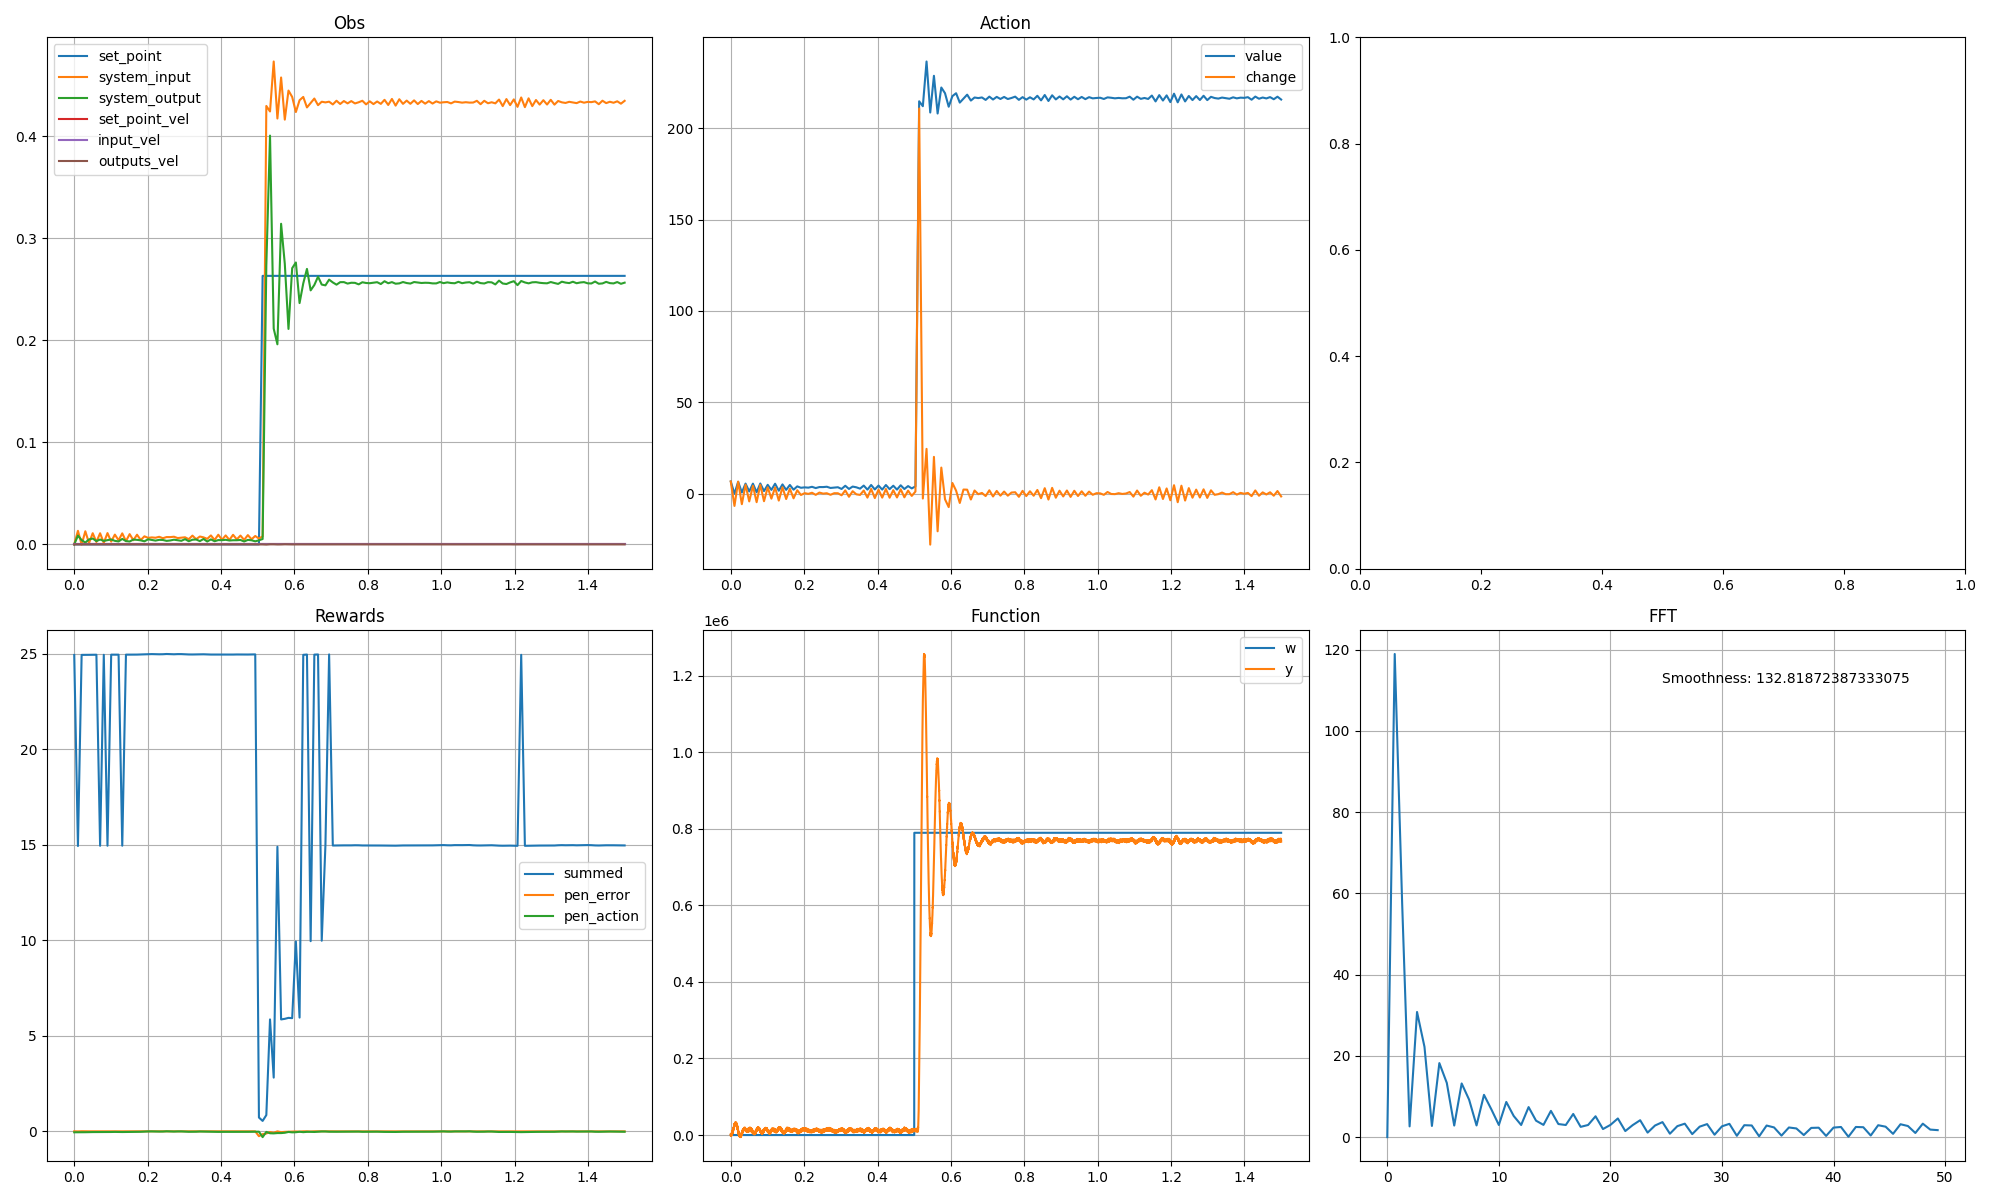 Obs
set_point
system_input
system_output
set_point_vel
input_vel
outputs_vel
0.4
0.3
0.2
0.1
0.0
0.0 0.2 0.4 0.6 0.8 1.0 1.2 1.4
Action
value
change
200
150
100
50
0
0.0 0.2 0.4 0.6 0.8 1.0 1.2 1.4
1.0
0.8
0.6
0.4
0.2
0.0
0.0 0.2 0.4 0.6 0.8 1.0
Rewards
25
20
15
10
5
0
summed
pen_error
pen_action
0.0 0.2 0.4 0.6 0.8 1.0 1.2 1.4
Function
1e6
w
y
1.2
1.0
0.8
0.6
0.4
0.2
0.0
0.0 0.2 0.4 0.6 0.8 1.0 1.2 1.4
FFT
Smoothness: 132.81872387333075
120
100
80
60
40
20
0
0 10 20 30 40 50